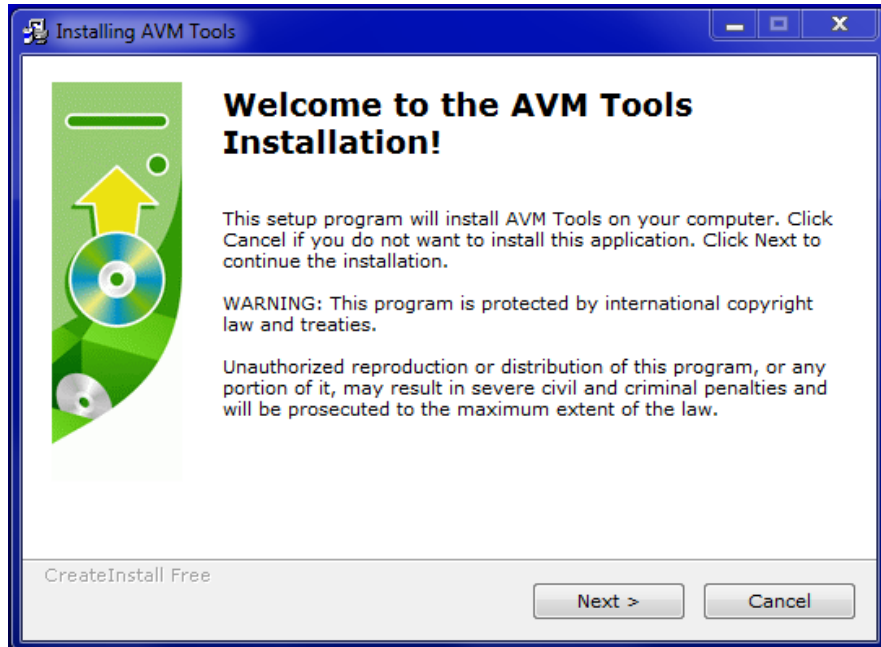 Installing AVM Tools
Welcome to the AVM Tools
Installation!
This setup program will install AVM Tools on your computer. Click
Cancel if you do not want to install this application. Click Next to
continue the installation.
WARNING: This program is protected by international copyright
law and treaties.
Unauthorized reproduction or distribution of this program, or any
portion of it, may result in severe civil and criminal penalties and
will be prosecuted to the maximum extent of the law.
CreateInstall Free
Next >
Cancel